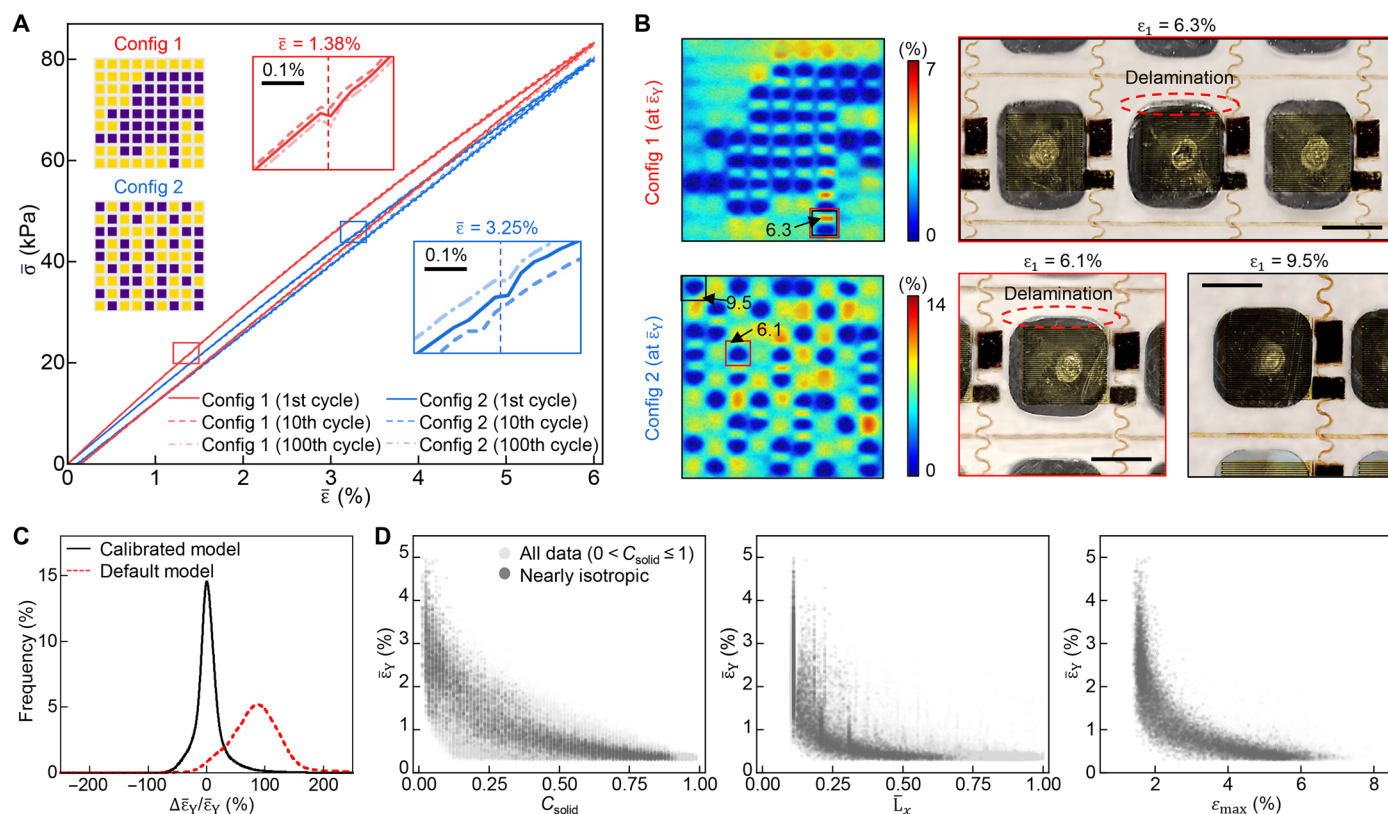 A
80
60
40
20
0
σ̄ (kPa)
Config 1
Config 2
ε̄ = 1.38%
0.1%
ε̄ = 3.25%
0.1%
Config 1 (1st cycle)
Config 1 (10th cycle)
Config 1 (100th cycle)
Config 2 (1st cycle)
Config 2 (10th cycle)
Config 2 (100th cycle)
0 1 2 3 4 5 6
ε̄ (%)
B
Config 1 (at ε̄Y)
6.3
(%)
7
0
ε₁ = 6.3%
Delamination
Config 2 (at ε̄Y)
9.5
6.1
(%)
14
0
ε₁ = 6.1%
Delamination
ε₁ = 9.5%
C
Calibrated model
Default model
15
10
5
0
Frequency (%)
−200 −100 0 100 200
Δε̄Y/ε̄Y (%)
D
5
4
3
2
1
0
ε̄Y (%)
All data (0 < Csolid ≤ 1)
Nearly isotropic
0.00 0.25 0.50 0.75 1.00
Csolid
5
4
3
2
1
0
ε̄Y (%)
0.00 0.25 0.50 0.75 1.00
L̄x
5
4
3
2
1
0
ε̄Y (%)
2 4 6 8
εmax (%)